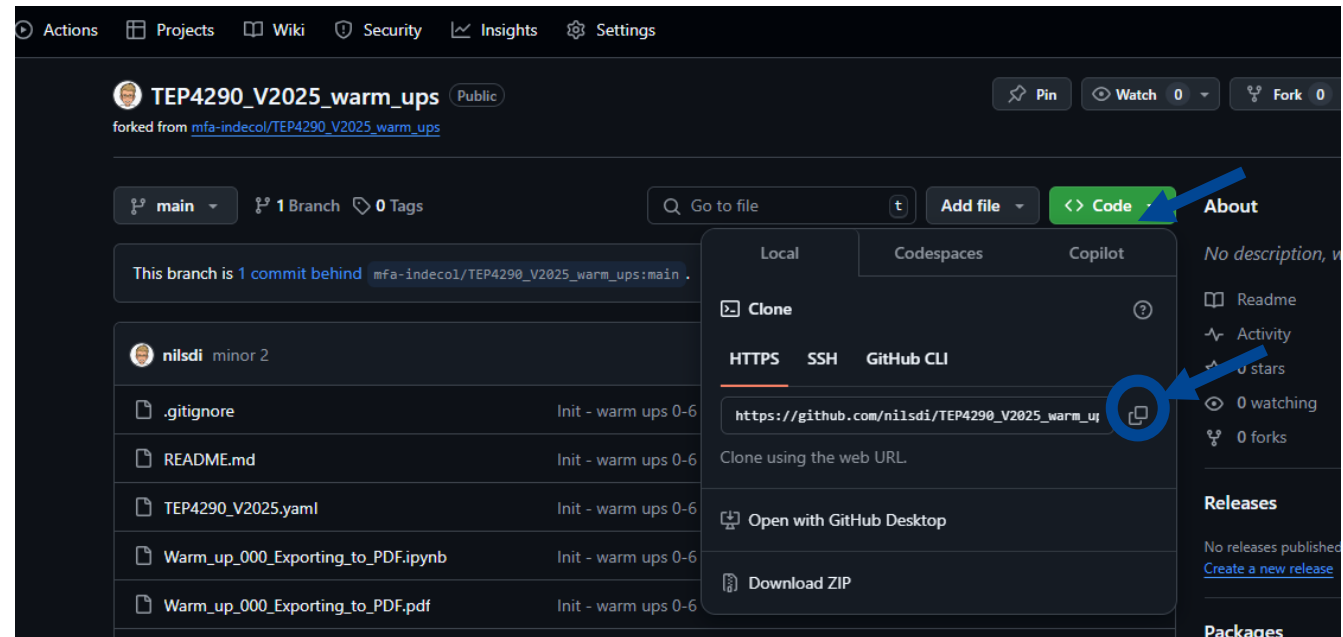 Actions Projects Wiki Security Insights Settings
TEP4290_V2025_warm_ups Public
Pin Watch 0 Fork 0
forked from mfa-indecol/TEP4290_V2025_warm_ups
main 1 Branch 0 Tags Go to file t Add file <> Code
About
This branch is 1 commit behind mfa-indecol/TEP4290_V2025_warm_ups:main .
Local Codespaces Copilot
No description,
Clone
Readme
Activity
HTTPS SSH GitHub CLI
0 stars
https://github.com/nilsdi/TEP4290_V2025_warm_u
0 watching
Clone using the web URL.
0 forks
Open with GitHub Desktop
Download ZIP
nilsdi minor 2
.gitignore Init - warm ups 0-6
README.md Init - warm ups 0-6
TEP4290_V2025.yaml Init - warm ups 0-6
Warm_up_000_Exporting_to_PDF.ipynb Init - warm ups 0-6
Warm_up_000_Exporting_to_PDF.pdf Init - warm ups 0-6
Releases
No releases published
Create a new release
Packages